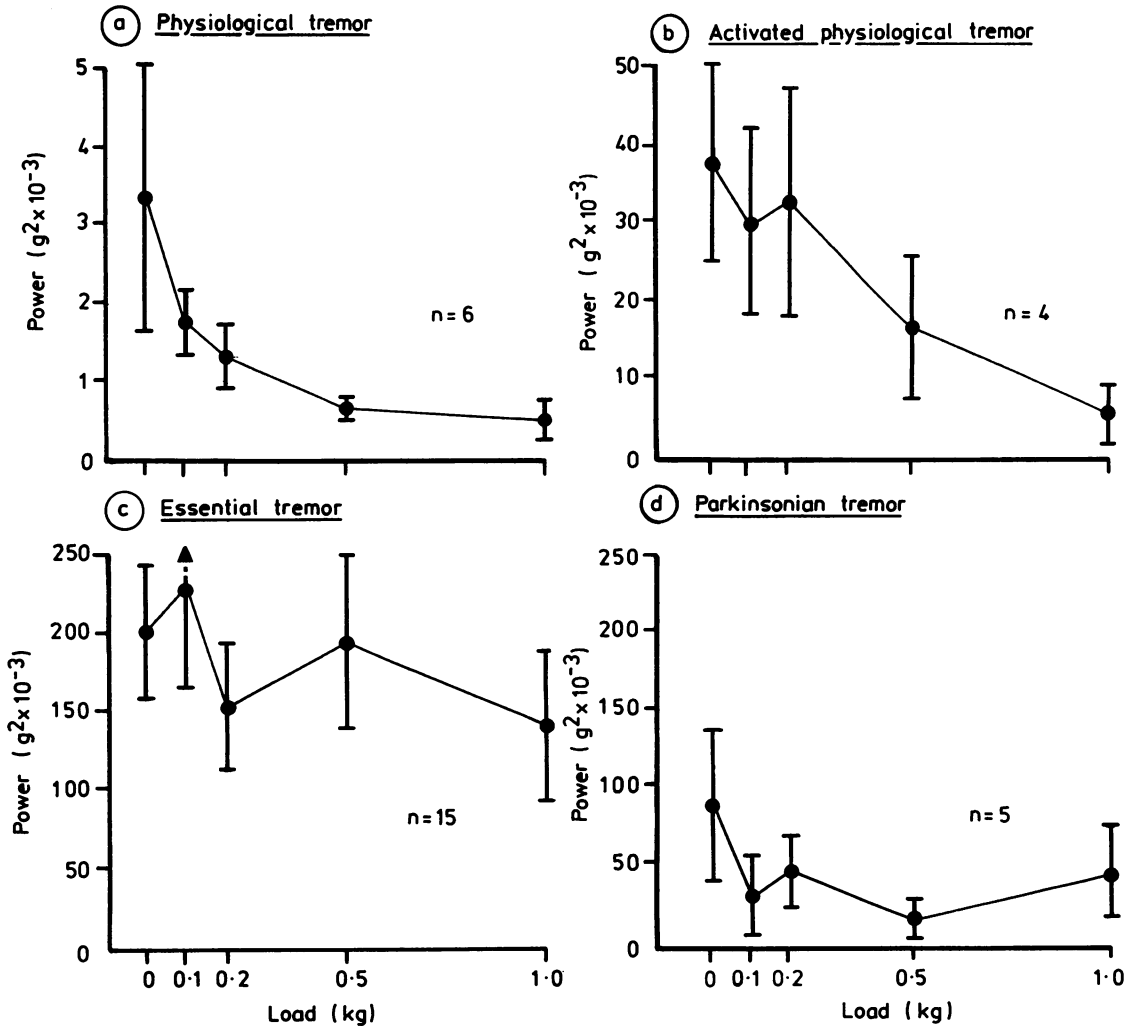 a Physiological tremor
5
4
3
2
1
0
Power (g²x10⁻³)
n=6
b Activated physiological tremor
50
40
30
20
10
0
Power (g²x10⁻³)
n=4
c Essential tremor
250
200
150
100
50
0
Power (g²x10⁻³)
n=15
0 0·1 0·2 0·5 1·0
Load (kg)
d Parkinsonian tremor
250
200
150
100
50
0
Power (g²x10⁻³)
n=5
0 0·1 0·2 0·5 1·0
Load (kg)